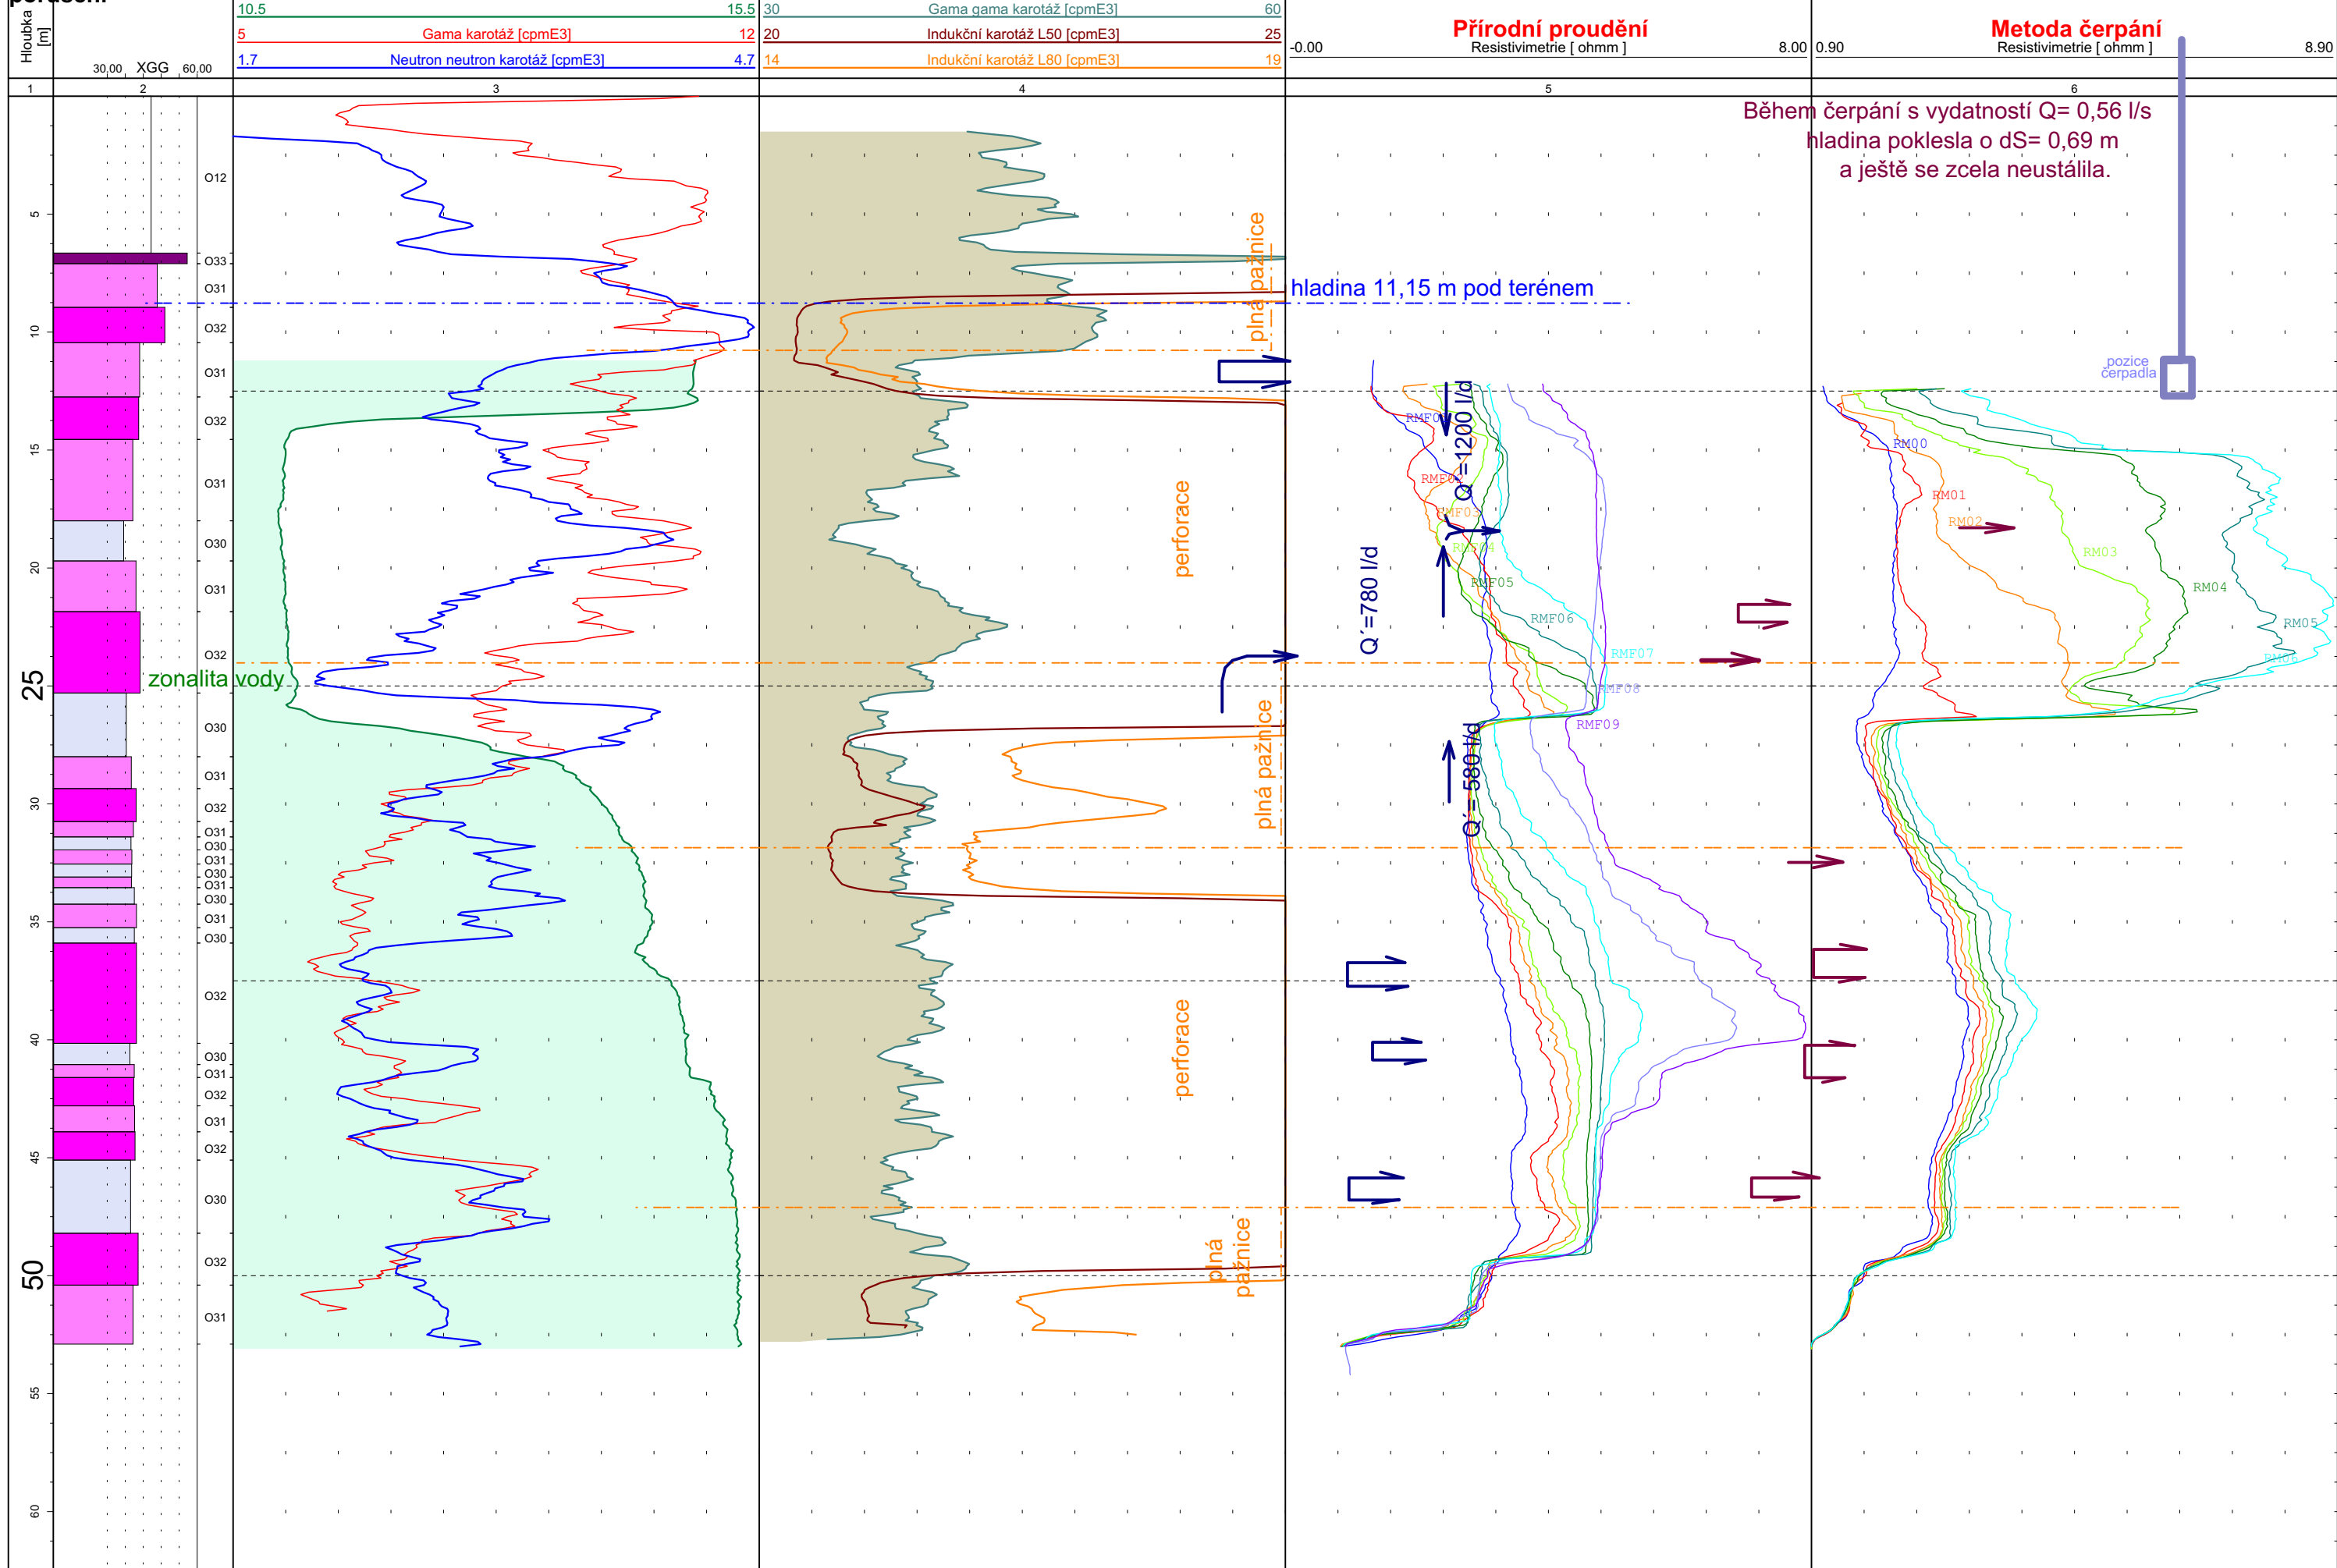 porušení
Hloubka
[m]
30.00 XGG 60.00
10.5 15.5
5 Gama karotáž [cpmE3] 12
1.7 Neutron neutron karotáž [cpmE3] 4.7
30 Gama gama karotáž [cpmE3] 60
20 Indukční karotáž L50 [cpmE3] 25
14 Indukční karotáž L80 [cpmE3] 19
Přírodní proudění
-0.00 Resistivimetrie [ ohmm ] 8.00
Metoda čerpání
0.90 Resistivimetrie [ ohmm ] 8.90
1 2 3 4 5 6
Během čerpání s vydatností Q= 0,56 l/s
hladina poklesla o dS= 0,69 m
a ještě se zcela neustálila.
hladina 11,15 m pod terénem
pozice
čerpadla
zonalita vody
plná pažnice
perforace
plná pažnice
perforace
plná
pažnice
Q´=1200 l/d
Q´=780 l/d
Q´=580 l/d
RMF02
RMF03
RMF04
RMF05
RMF06
RMF07
RMF08
RMF09
RM00
RM01
RM02
RM03
RM04
RM05
5
10
15
20
25
30
35
40
45
50
55
60
O12
O33
O31
O32
O31
O32
O31
O30
O31
O32
O30
O31
O32
O31
O30
O31
O30
O31
O30
O31
O30
O32
O30
O31
O32
O31
O32
O30
O32
O31